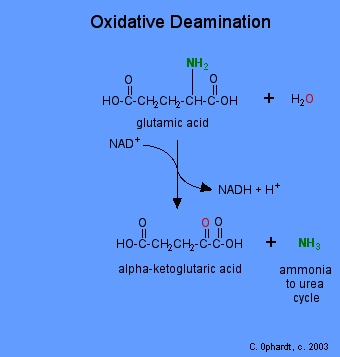 Oxidative Deamination
NH2
O O
HO-C-CH2CH2-C-C-OH + H2O
glutamic acid
NAD+
NADH + H+
O O O
HO-C-CH2CH2-C-C-OH + NH3
alpha-ketoglutaric acid
ammonia
to urea
cycle
C. Ophardt, c. 2003